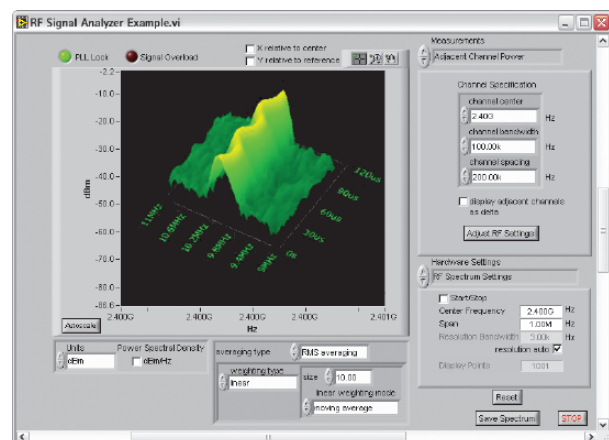 RF Signal Analyzer Example.vi
PLL Lock
Signal Overload
X relative to center
Y relative to reference
-2.2
-10.0
-20.0
-30.0
-40.0
-50.0
-60.0
-70.0
-80.0
-86.6
dBm
11MHz
10.6MHz
10.2MHz
9.8MHz
9.4MHz
9MHz
0s
30us
60us
90us
120us
2.400G
2.400G
2.400G
2.400G
2.401G
Hz
Autoscale
Units
dBm
Power Spectral Density
dBm/Hz
averaging type
RMS averaging
weighting type
linear
size
10.00
linear weighting mode
moving average
Measurements
Adjacent Channel Power
Channel Specification
channel center
2.40G Hz
channel bandwidth
100.00k Hz
channel spacing
200.00k Hz
display adjacent channels
as delta
Adjust RF Settings
Hardware Settings
RF Spectrum Settings
Start/Stop
Center Frequency 2.400G Hz
Span 1.00M Hz
Resolution Bandwidth Hz
resolution auto
Display Points 1001
Reset
Save Spectrum
STOP